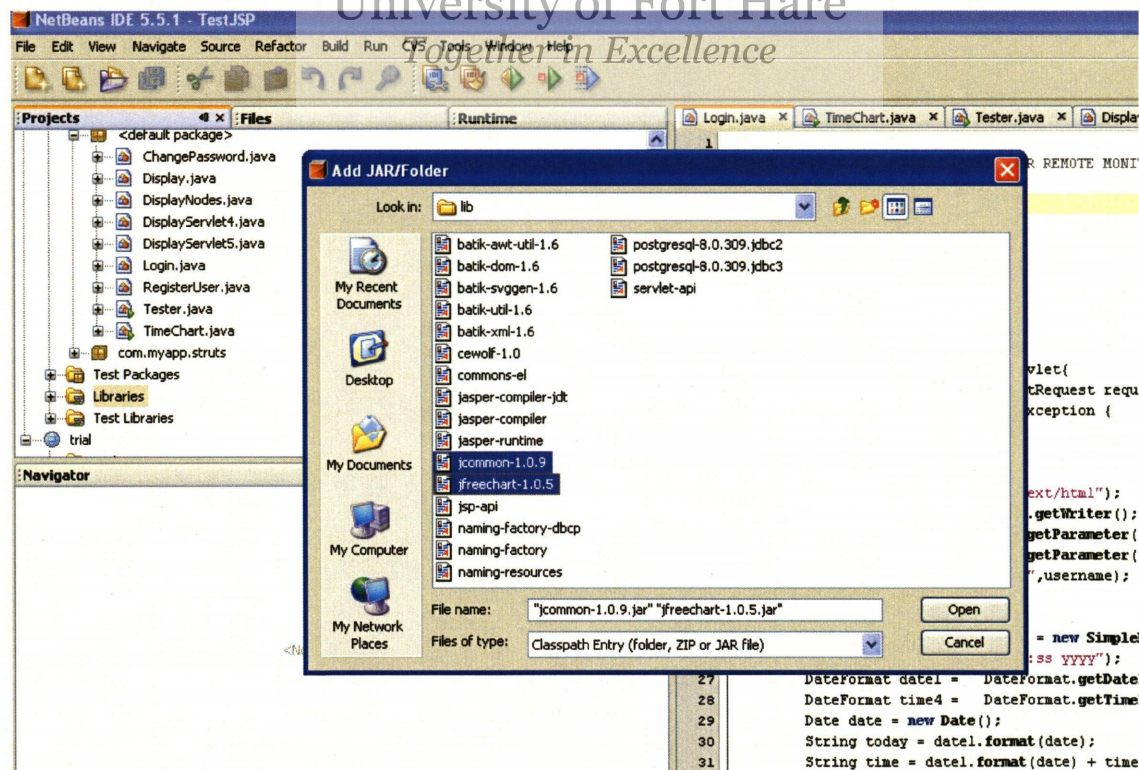 University of Fort Hare
Together in Excellence
NetBeans IDE 5.5.1 - TestJSP
File Edit View Navigate Source Refactor Build Run CVS Tools Window Help
Projects
Files
Runtime
Login.java
TimeChart.java
Tester.java
Display
<default package>
ChangePassword.java
Display.java
DisplayNodes.java
DisplayServlet4.java
DisplayServlet5.java
Login.java
RegisterUser.java
Tester.java
TimeChart.java
com.myapp.struts
Test Packages
Libraries
Test Libraries
trial
Navigator
<No
Add JAR/Folder
Look in: lib
My Recent Documents
Desktop
My Documents
My Computer
My Network Places
batik-awt-util-1.6
batik-dom-1.6
batik-svggen-1.6
batik-util-1.6
batik-xml-1.6
cewolf-1.0
commons-el
jasper-compiler-jdt
jasper-compiler
jasper-runtime
jcommon-1.0.9
jfreechart-1.0.5
jsp-api
naming-factory-dbcp
naming-factory
naming-resources
postgresql-8.0.309.jdbc2
postgresql-8.0.309.jdbc3
servlet-api
File name: "jcommon-1.0.9.jar" "jfreechart-1.0.5.jar"
Open
Files of type: Classpath Entry (folder, ZIP or JAR file)
Cancel
1
R REMOTE MONI
vlet{
tRequest requ
xception {
ext/html");
.getWriter();
getParameter(
getParameter(
",username);
= new Simple
:ss yyyy");
27 DateFormat date1 = DateFormat.getDate
28 DateFormat time4 = DateFormat.getTime
29 Date date = new Date();
30 String today = date1.format(date);
31 String time = date1.format(date) + time